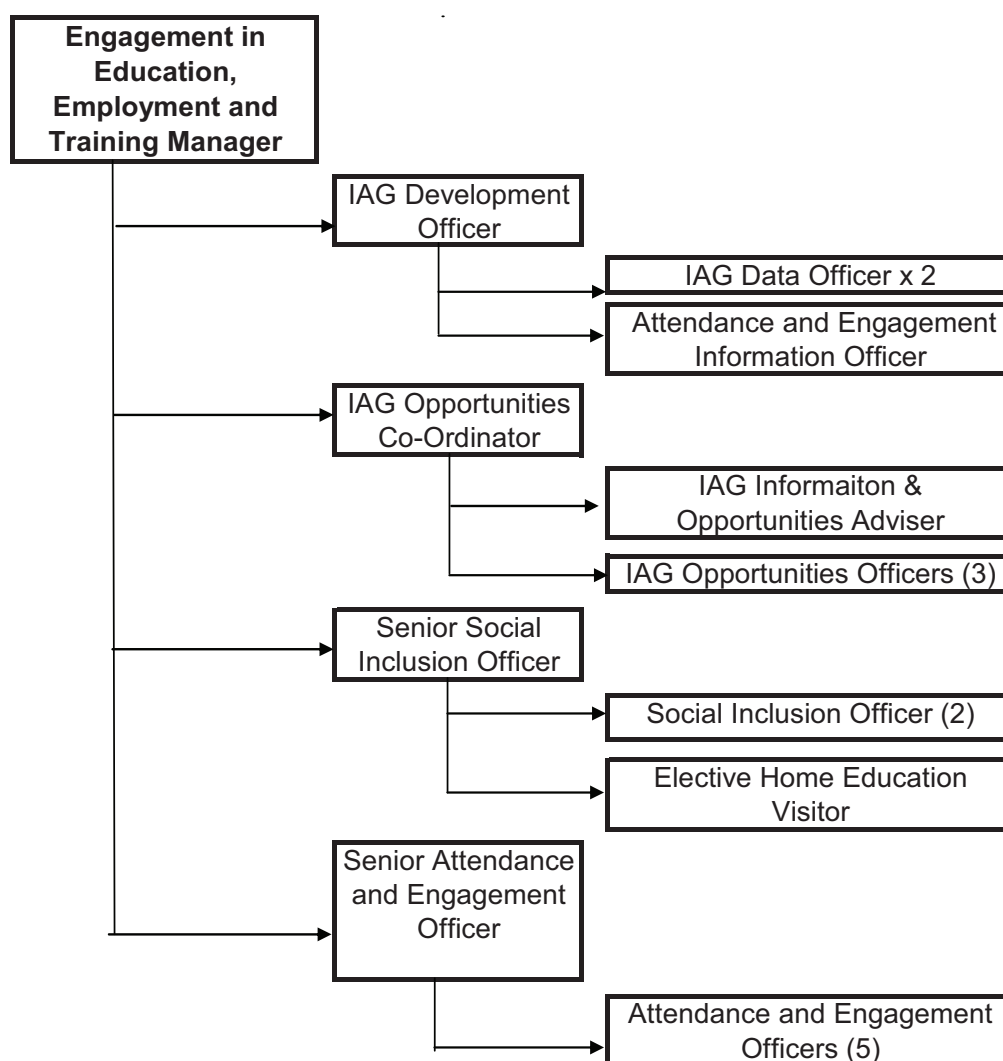 Engagement in
Education,
Employment and
Training Manager
IAG Development
Officer
IAG Data Officer x 2
Attendance and Engagement
Information Officer
IAG Opportunities
Co-Ordinator
IAG Informaiton &
Opportunities Adviser
IAG Opportunities Officers (3)
Senior Social
Inclusion Officer
Social Inclusion Officer (2)
Elective Home Education
Visitor
Senior Attendance
and Engagement
Officer
Attendance and Engagement
Officers (5)